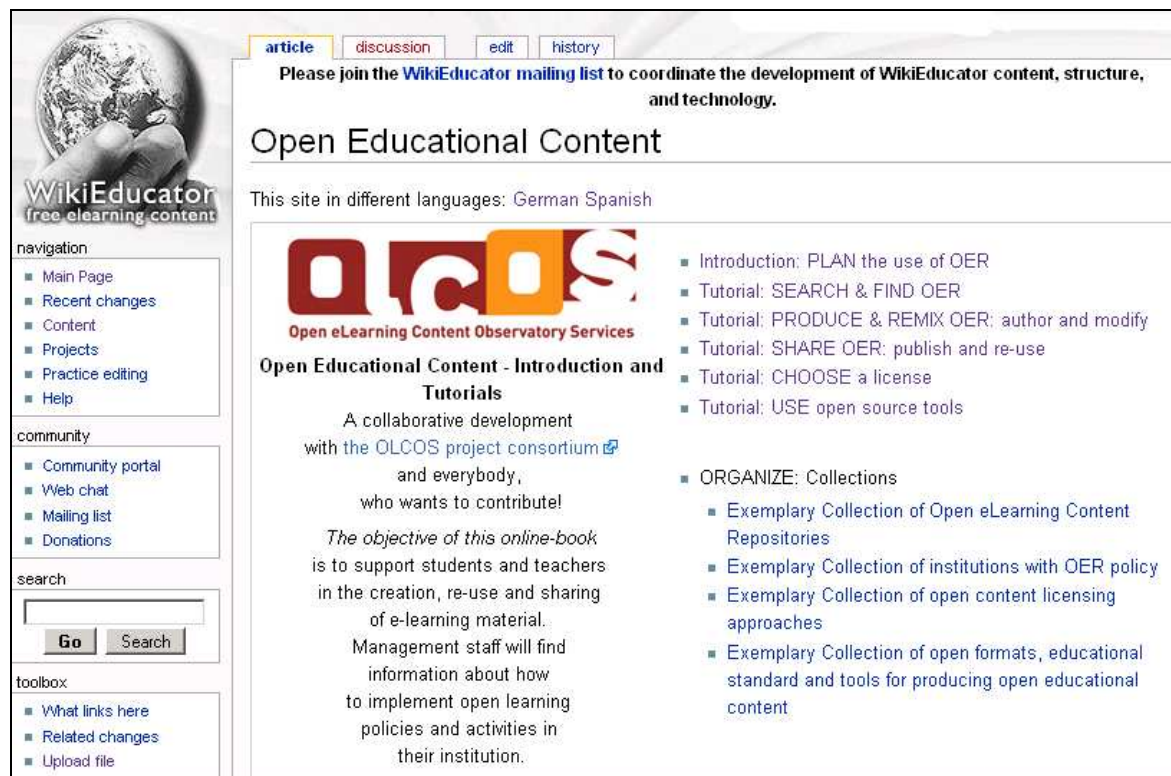 WikiEducator
free elearning content
navigation
Main Page
Recent changes
Content
Projects
Practice editing
Help
community
Community portal
Web chat
Mailing list
Donations
search
Go Search
toolbox
What links here
Related changes
Upload file
article discussion edit history
Please join the WikiEducator mailing list to coordinate the development of WikiEducator content, structure,
and technology.
Open Educational Content
This site in different languages: German Spanish
OLCOS
Open eLearning Content Observatory Services
Open Educational Content - Introduction and
Tutorials
A collaborative development
with the OLCOS project consortium
and everybody,
who wants to contribute!
The objective of this online-book
is to support students and teachers
in the creation, re-use and sharing
of e-learning material.
Management staff will find
information about how
to implement open learning
policies and activities in
their institution.
Introduction: PLAN the use of OER
Tutorial: SEARCH & FIND OER
Tutorial: PRODUCE & REMIX OER: author and modify
Tutorial: SHARE OER: publish and re-use
Tutorial: CHOOSE a license
Tutorial: USE open source tools
ORGANIZE: Collections
Exemplary Collection of Open eLearning Content
Repositories
Exemplary Collection of institutions with OER policy
Exemplary Collection of open content licensing
approaches
Exemplary Collection of open formats, educational
standard and tools for producing open educational
content